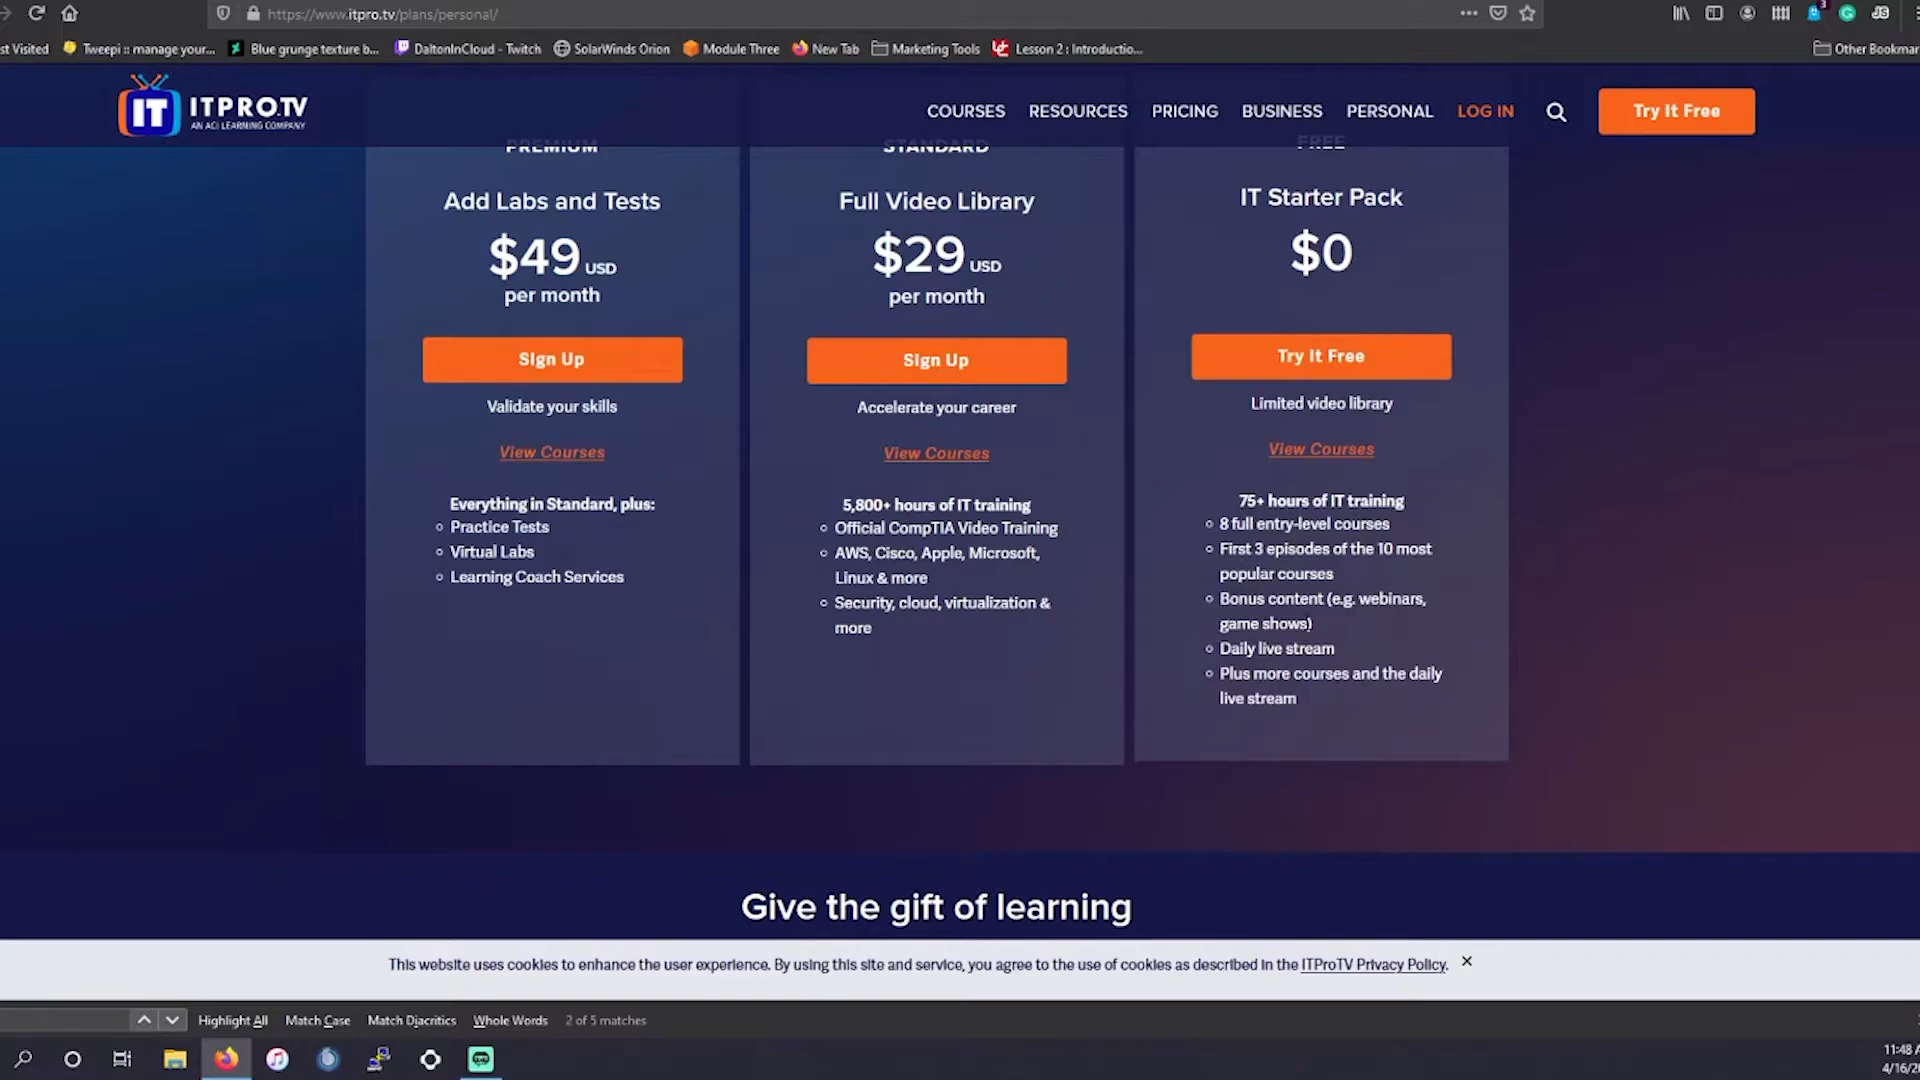 https://www.itpro.tv/plans/personal/
st Visited
Tweepi :: manage your...
Blue grunge texture b...
DaltonInCloud - Twitch
SolarWinds Orion
Module Three
New Tab
Marketing Tools
Lesson 2 : Introductio...
Other Bookmar
IT
ITPRO.TV
AN ACI LEARNING COMPANY
COURSES
RESOURCES
PRICING
BUSINESS
PERSONAL
LOG IN
Try It Free
PREMIUM
Add Labs and Tests
$49 USD
per month
Sign Up
Validate your skills
View Courses
Everything in Standard, plus:
Practice Tests
Virtual Labs
Learning Coach Services
STANDARD
Full Video Library
$29 USD
per month
Sign Up
Accelerate your career
View Courses
5,800+ hours of IT training
Official CompTIA Video Training
AWS, Cisco, Apple, Microsoft,
Linux & more
Security, cloud, virtualization &
more
FREE
IT Starter Pack
$0
Try It Free
Limited video library
View Courses
75+ hours of IT training
8 full entry-level courses
First 3 episodes of the 10 most
popular courses
Bonus content (e.g. webinars,
game shows)
Daily live stream
Plus more courses and the daily
live stream
Give the gift of learning
This website uses cookies to enhance the user experience. By using this site and service, you agree to the use of cookies as described in the ITProTV Privacy Policy.
Highlight All
Match Case
Match Diacritics
Whole Words
2 of 5 matches
11:48 A
4/16/2